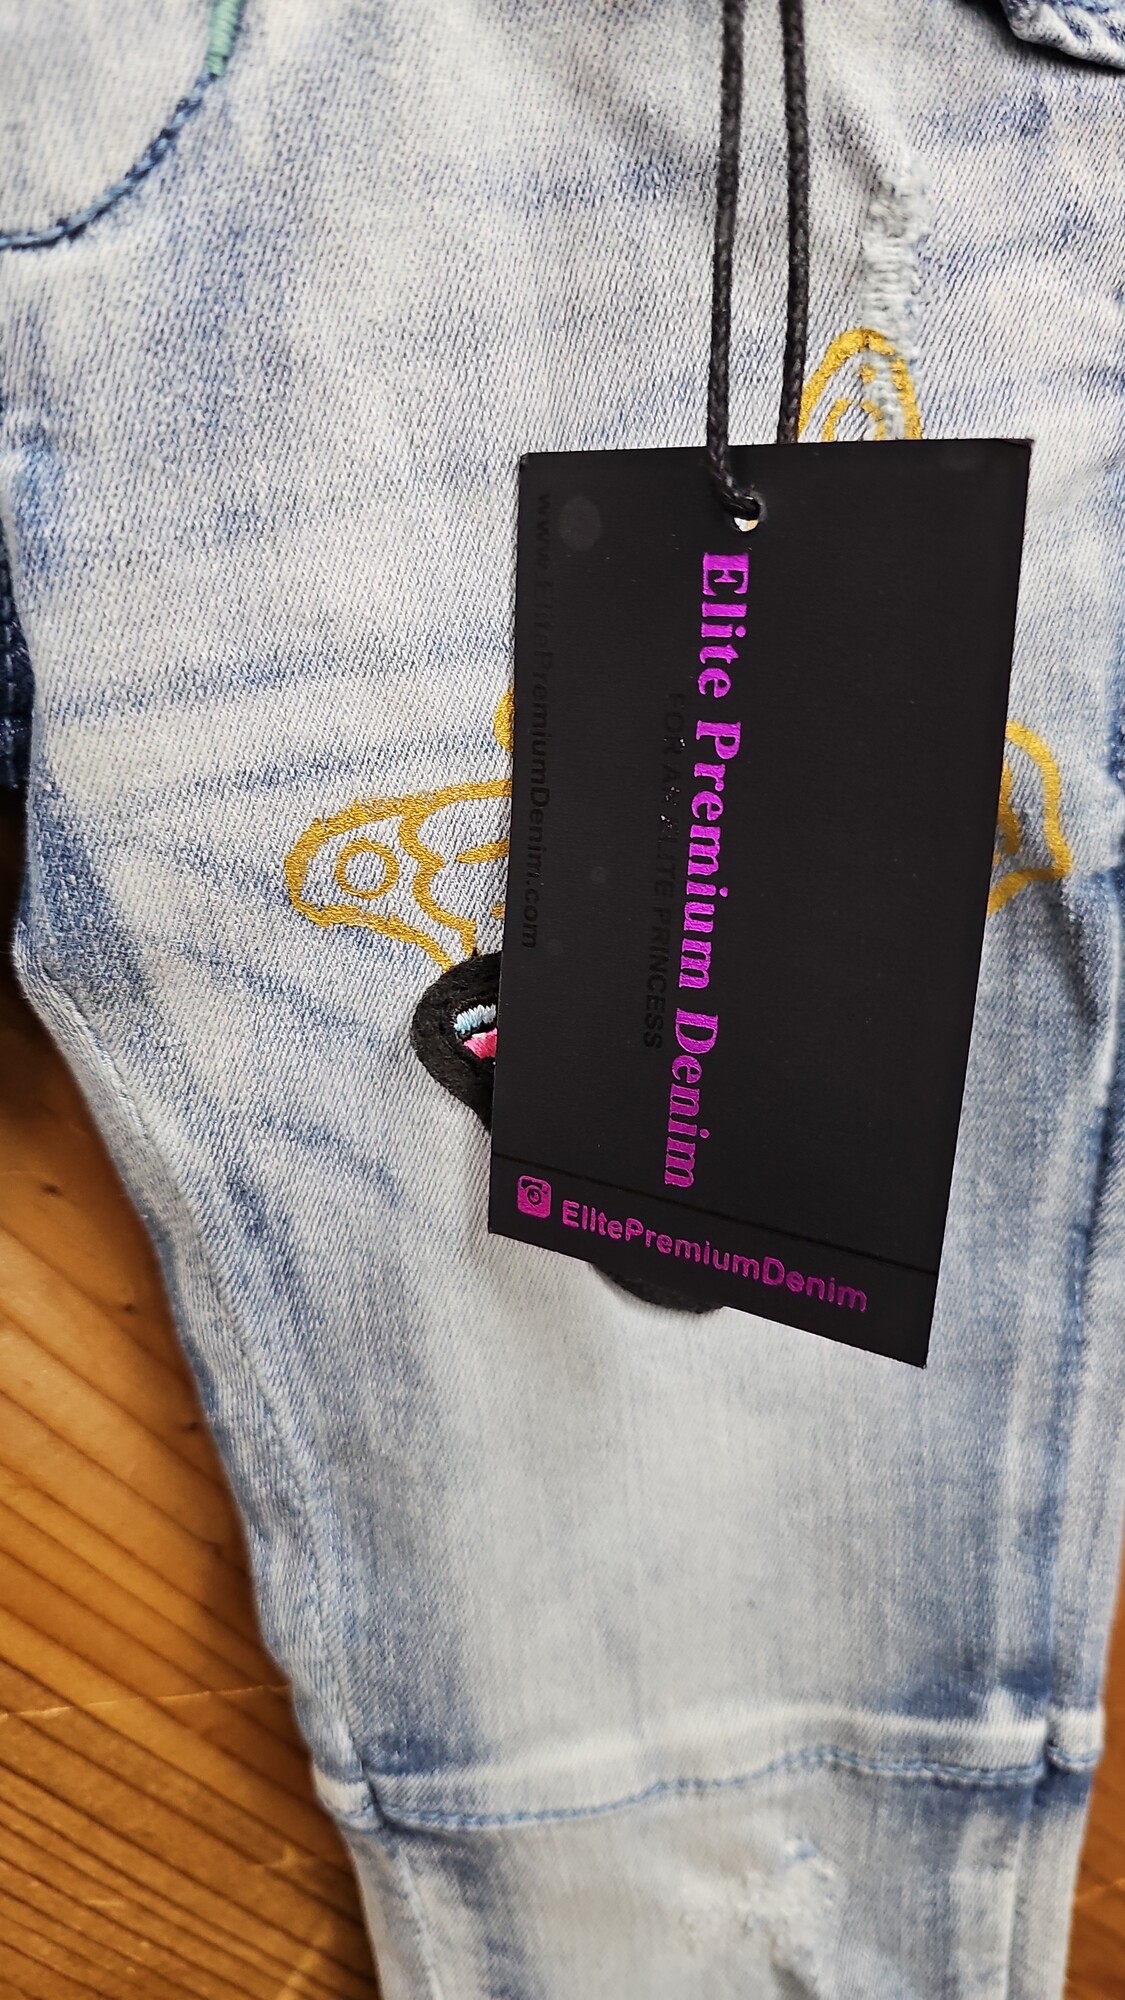 Elite Premium Denim
FOR AN ELITE PRINCESS
www.ElitePremiumDenim.com
ElitePremiumDenim